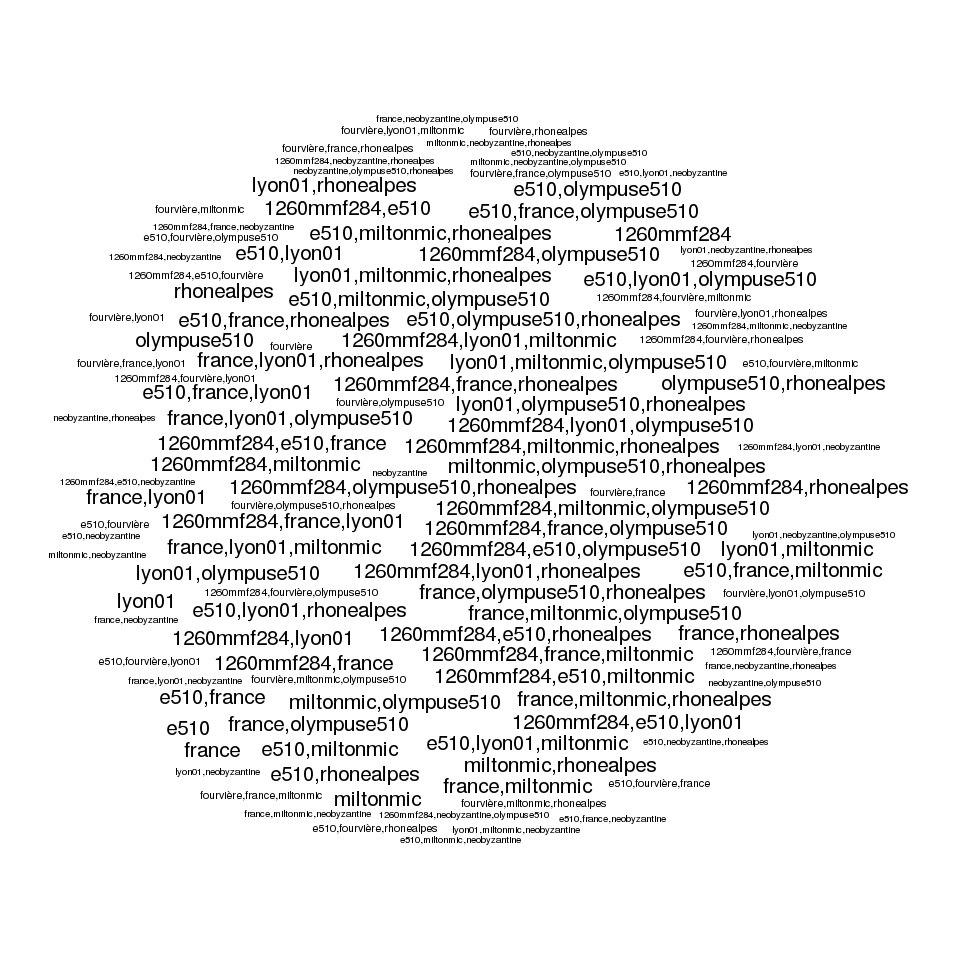 france,neobyzantine,olympuse510
fourvière,lyon01,miltonmic
fourvière,rhonealpes
miltonmic,neobyzantine,rhonealpes
fourvière,france,rhonealpes
e510,neobyzantine,olympuse510
1260mmf284,neobyzantine,rhonealpes
miltonmic,neobyzantine,olympuse510
neobyzantine,olympuse510,rhonealpes
fourvière,france,olympuse510
e510,lyon01,neobyzantine
lyon01,rhonealpes
e510,olympuse510
fourvière,miltonmic
1260mmf284,e510
e510,france,olympuse510
1260mmf284,france,neobyzantine
e510,fourvière,olympuse510
e510,miltonmic,rhonealpes
1260mmf284
1260mmf284,neobyzantine
e510,lyon01
1260mmf284,olympuse510
lyon01,neobyzantine,rhonealpes
1260mmf284,fourvière
1260mmf284,e510,fourvière
lyon01,miltonmic,rhonealpes
e510,lyon01,olympuse510
rhonealpes
e510,miltonmic,olympuse510
1260mmf284,fourvière,miltonmic
fourvière,lyon01
e510,france,rhonealpes
e510,olympuse510,rhonealpes
fourvière,lyon01,rhonealpes
1260mmf284,miltonmic,neobyzantine
olympuse510
fourvière
1260mmf284,lyon01,miltonmic
1260mmf284,fourvière,rhonealpes
fourvière,france,lyon01
france,lyon01,rhonealpes
lyon01,miltonmic,olympuse510
e510,fourvière,miltonmic
1260mmf284,fourvière,lyon01
e510,france,lyon01
1260mmf284,france,rhonealpes
olympuse510,rhonealpes
fourvière,olympuse510
lyon01,olympuse510,rhonealpes
neobyzantine,rhonealpes
france,lyon01,olympuse510
1260mmf284,lyon01,olympuse510
1260mmf284,e510,france
1260mmf284,miltonmic,rhonealpes
1260mmf284,lyon01,neobyzantine
1260mmf284,miltonmic
neobyzantine
miltonmic,olympuse510,rhonealpes
1260mmf284,e510,neobyzantine
france,lyon01
1260mmf284,olympuse510,rhonealpes
fourvière,france
1260mmf284,rhonealpes
fourvière,olympuse510,rhonealpes
1260mmf284,miltonmic,olympuse510
e510,fourvière
1260mmf284,france,lyon01
1260mmf284,france,olympuse510
e510,neobyzantine
lyon01,neobyzantine,olympuse510
miltonmic,neobyzantine
france,lyon01,miltonmic
1260mmf284,e510,olympuse510
lyon01,miltonmic
lyon01,olympuse510
1260mmf284,lyon01,rhonealpes
e510,france,miltonmic
lyon01
1260mmf284,fourvière,olympuse510
france,olympuse510,rhonealpes
fourvière,lyon01,olympuse510
france,neobyzantine
e510,lyon01,rhonealpes
france,miltonmic,olympuse510
1260mmf284,lyon01
1260mmf284,e510,rhonealpes
france,rhonealpes
e510,fourvière,lyon01
1260mmf284,france
1260mmf284,france,miltonmic
1260mmf284,fourvière,france
france,neobyzantine,rhonealpes
france,lyon01,neobyzantine
fourvière,miltonmic,olympuse510
1260mmf284,e510,miltonmic
neobyzantine,olympuse510
e510,france
miltonmic,olympuse510
france,miltonmic,rhonealpes
e510
france,olympuse510
1260mmf284,e510,lyon01
france
e510,miltonmic
e510,lyon01,miltonmic
e510,neobyzantine,rhonealpes
lyon01,neobyzantine
e510,rhonealpes
miltonmic,rhonealpes
france,miltonmic
e510,fourvière,france
fourvière,france,miltonmic
miltonmic
fourvière,miltonmic,rhonealpes
france,miltonmic,neobyzantine
1260mmf284,neobyzantine,olympuse510
e510,france,neobyzantine
e510,fourvière,rhonealpes
lyon01,miltonmic,neobyzantine
e510,miltonmic,neobyzantine